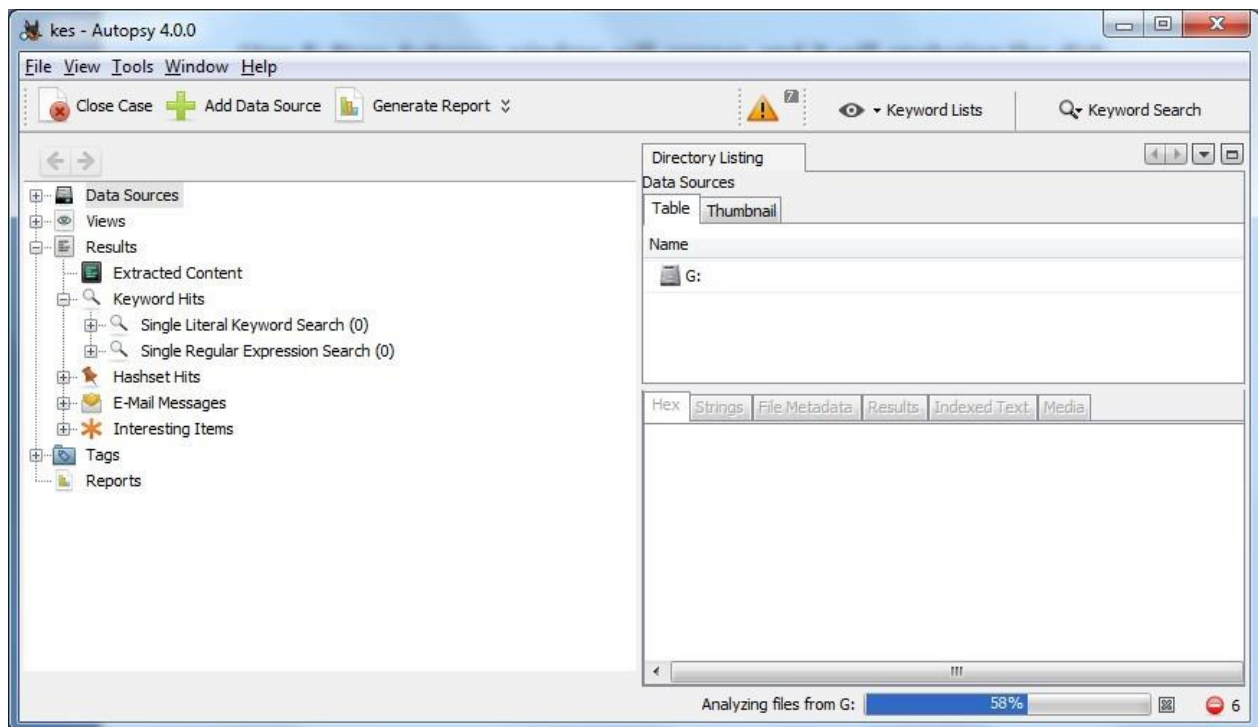 kes - Autopsy 4.0.0
File View Tools Window Help
Close Case Add Data Source Generate Report
7
Keyword Lists
Keyword Search
Data Sources
Views
Results
Extracted Content
Keyword Hits
Single Literal Keyword Search (0)
Single Regular Expression Search (0)
Hashset Hits
E-Mail Messages
Interesting Items
Tags
Reports
Directory Listing
Data Sources
Table Thumbnail
Name
G:
Hex Strings File Metadata Results Indexed Text Media
Analyzing files from G: 58% 6